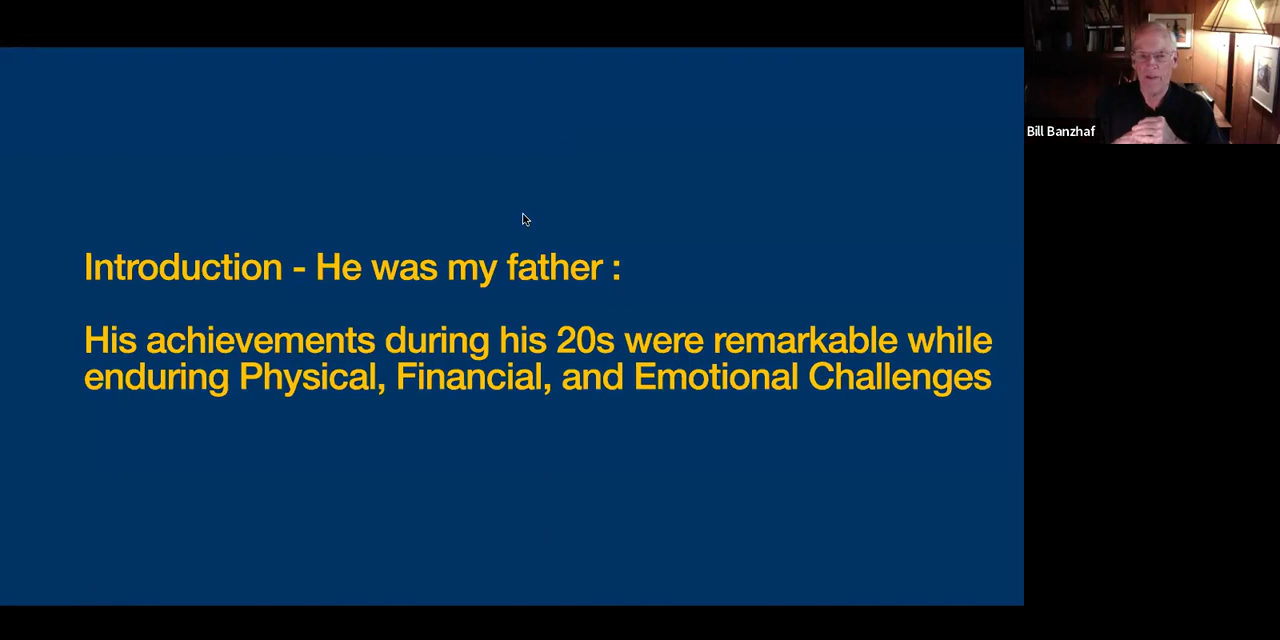 Introduction - He was my father :
His achievements during his 20s were remarkable while
enduring Physical, Financial, and Emotional Challenges
Bill Banzhaf